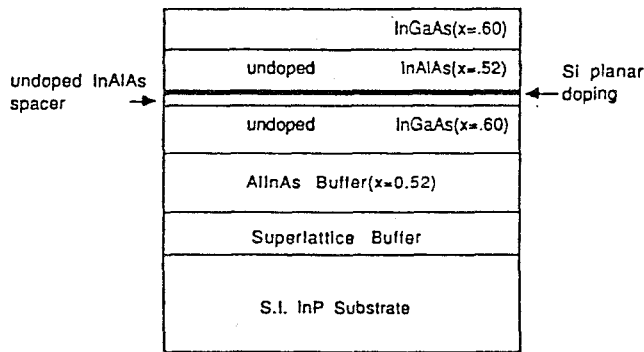 InGaAs(x=.60)
undoped InAlAs(x=.52)
undoped InAlAs
spacer
Si planar
doping
undoped InGaAs(x=.60)
AlInAs Buffer(x=0.52)
Superlattice Buffer
S.I. InP Substrate